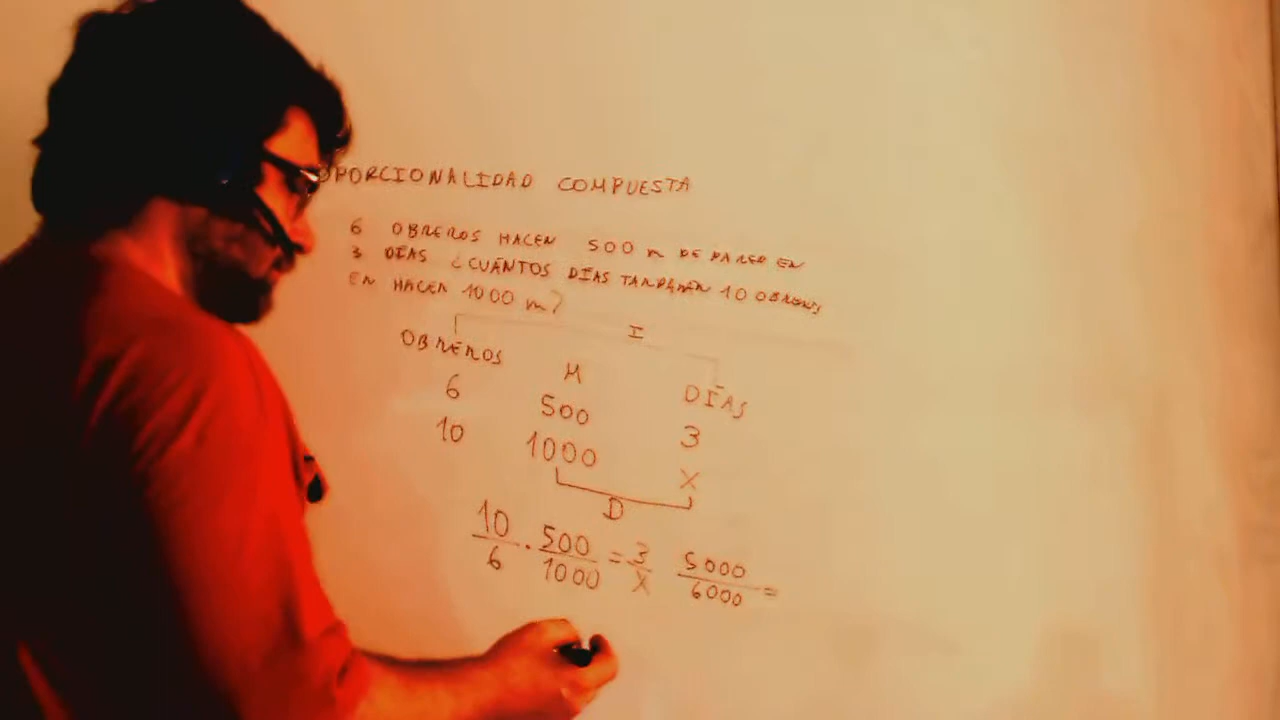 OPORCIONALIDAD COMPUESTA
6 OBREROS HACEN 500 m DE PARED EN
3 DÍAS ¿CUÁNTOS DÍAS TARDARÁN 10 OBREROS
EN HACER 1000 m?
I
OBREROS M DÍAS
6 500 3
10 1000 X
D
10/6 · 500/1000 = 3/X 5000/6000 =